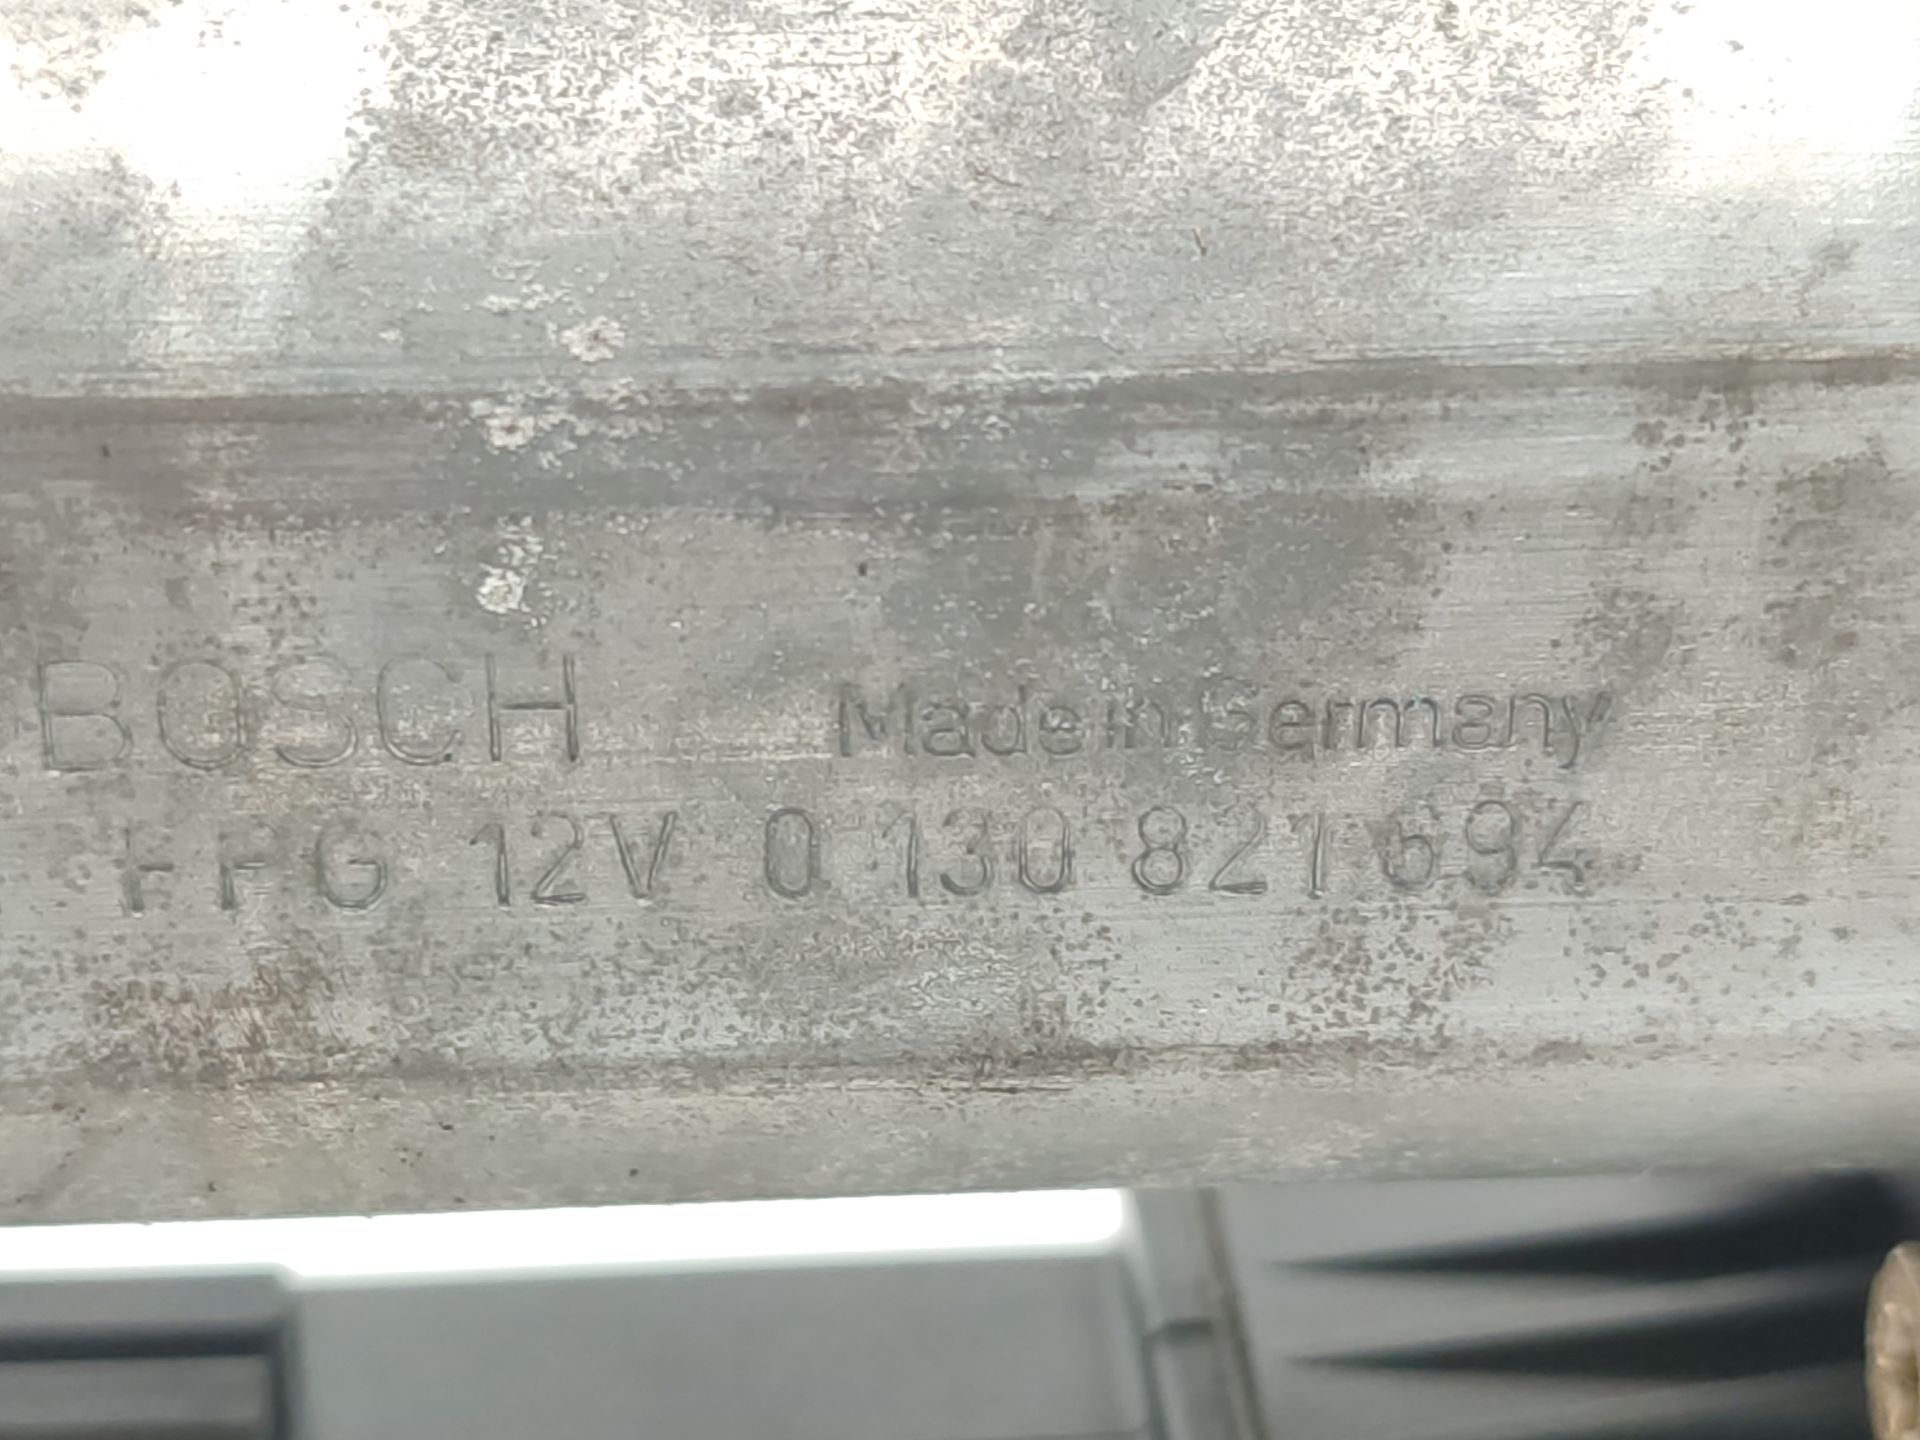 BOSCH Made in Germany
FPG 12V 0 130 821 694